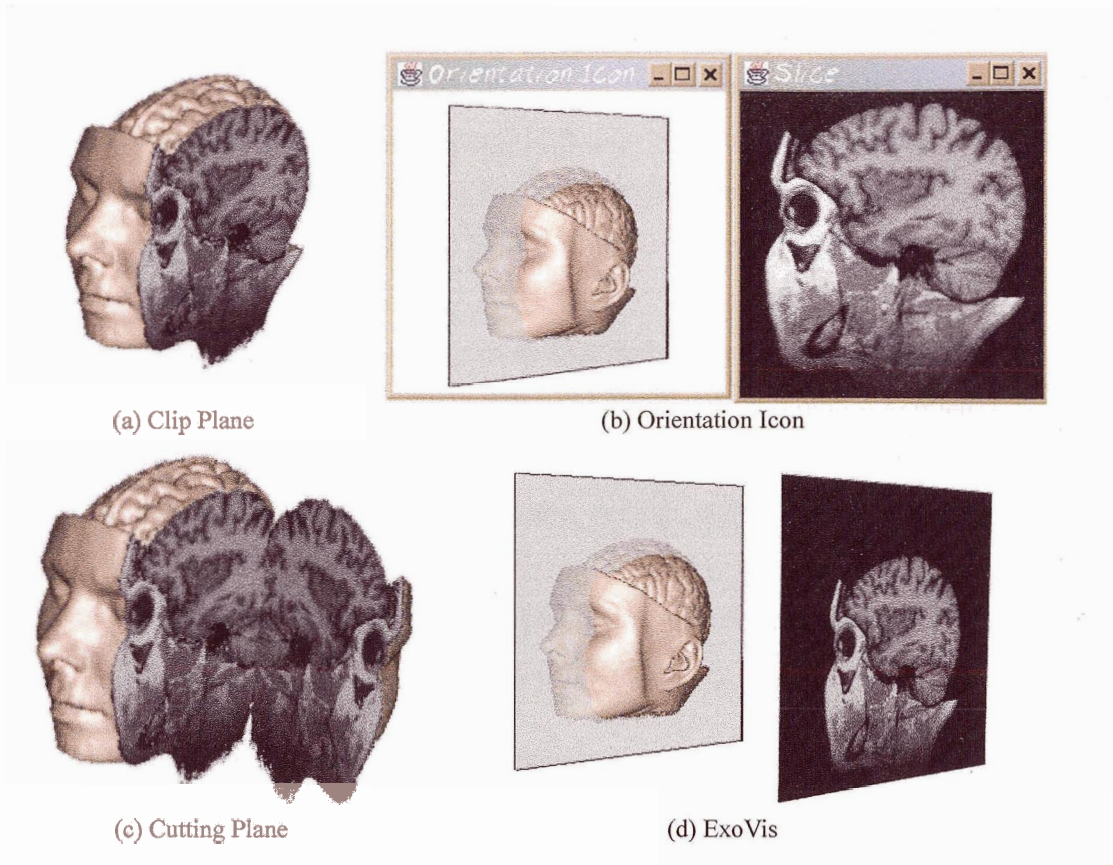 Orientation Icon
Slice
(a) Clip Plane
(b) Orientation Icon
(c) Cutting Plane
(d) ExoVis